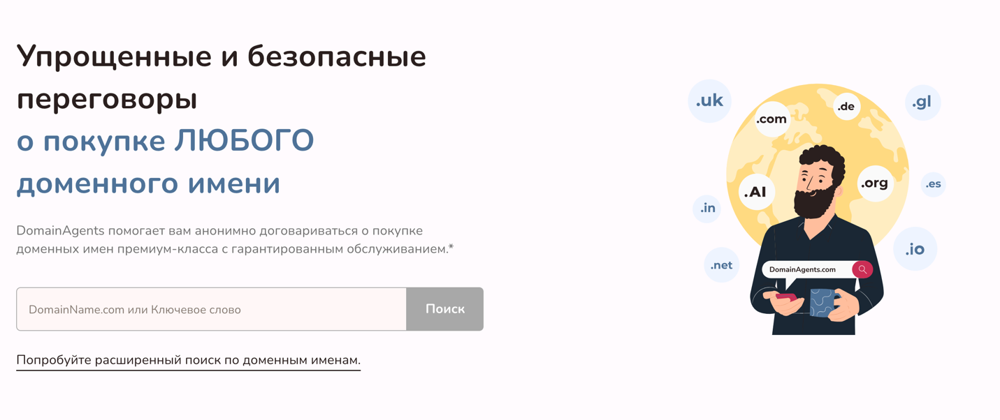 Упрощенные и безопасные
переговоры
о покупке ЛЮБОГО
доменного имени
DomainAgents помогает вам анонимно договариваться о покупке
доменных имен премиум-класса с гарантированным обслуживанием.*
DomainName.com или Ключевое слово
Поиск
Попробуйте расширенный поиск по доменным именам.
.uk
.com
.de
.gl
.AI
.org
.es
.in
.io
.net
DomainAgents.com